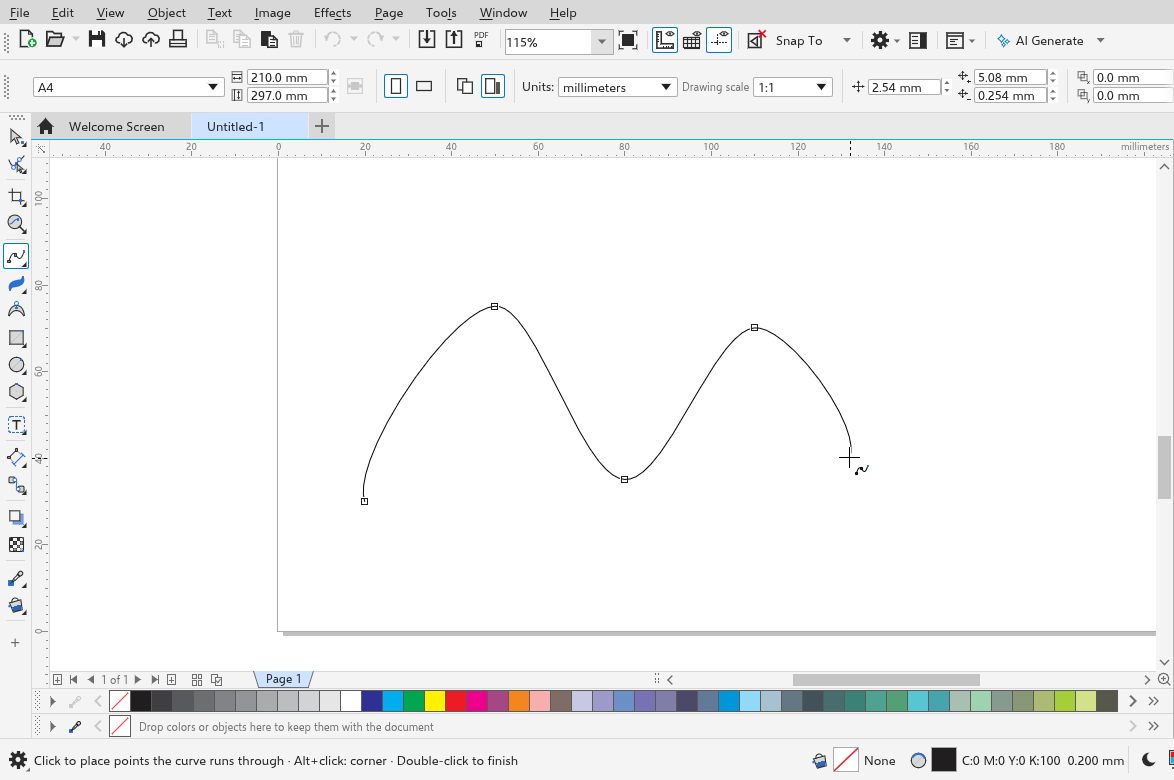 File Edit View Object Text Image Effects Page Tools Window Help
PDF 115% Snap To AI Generate
A4 210.0 mm 297.0 mm Units: millimeters Drawing scale 1:1 2.54 mm 5.08 mm 0.254 mm 0.0 mm 0.0 mm
Welcome Screen Untitled-1
40 20 0 20 40 60 80 100 120 140 160 180 millimeters
100
80
60
40
20
0
1 of 1 Page 1
Drop colors or objects here to keep them with the document
Click to place points the curve runs through · Alt+click: corner · Double-click to finish None C:0 M:0 Y:0 K:100 0.200 mm